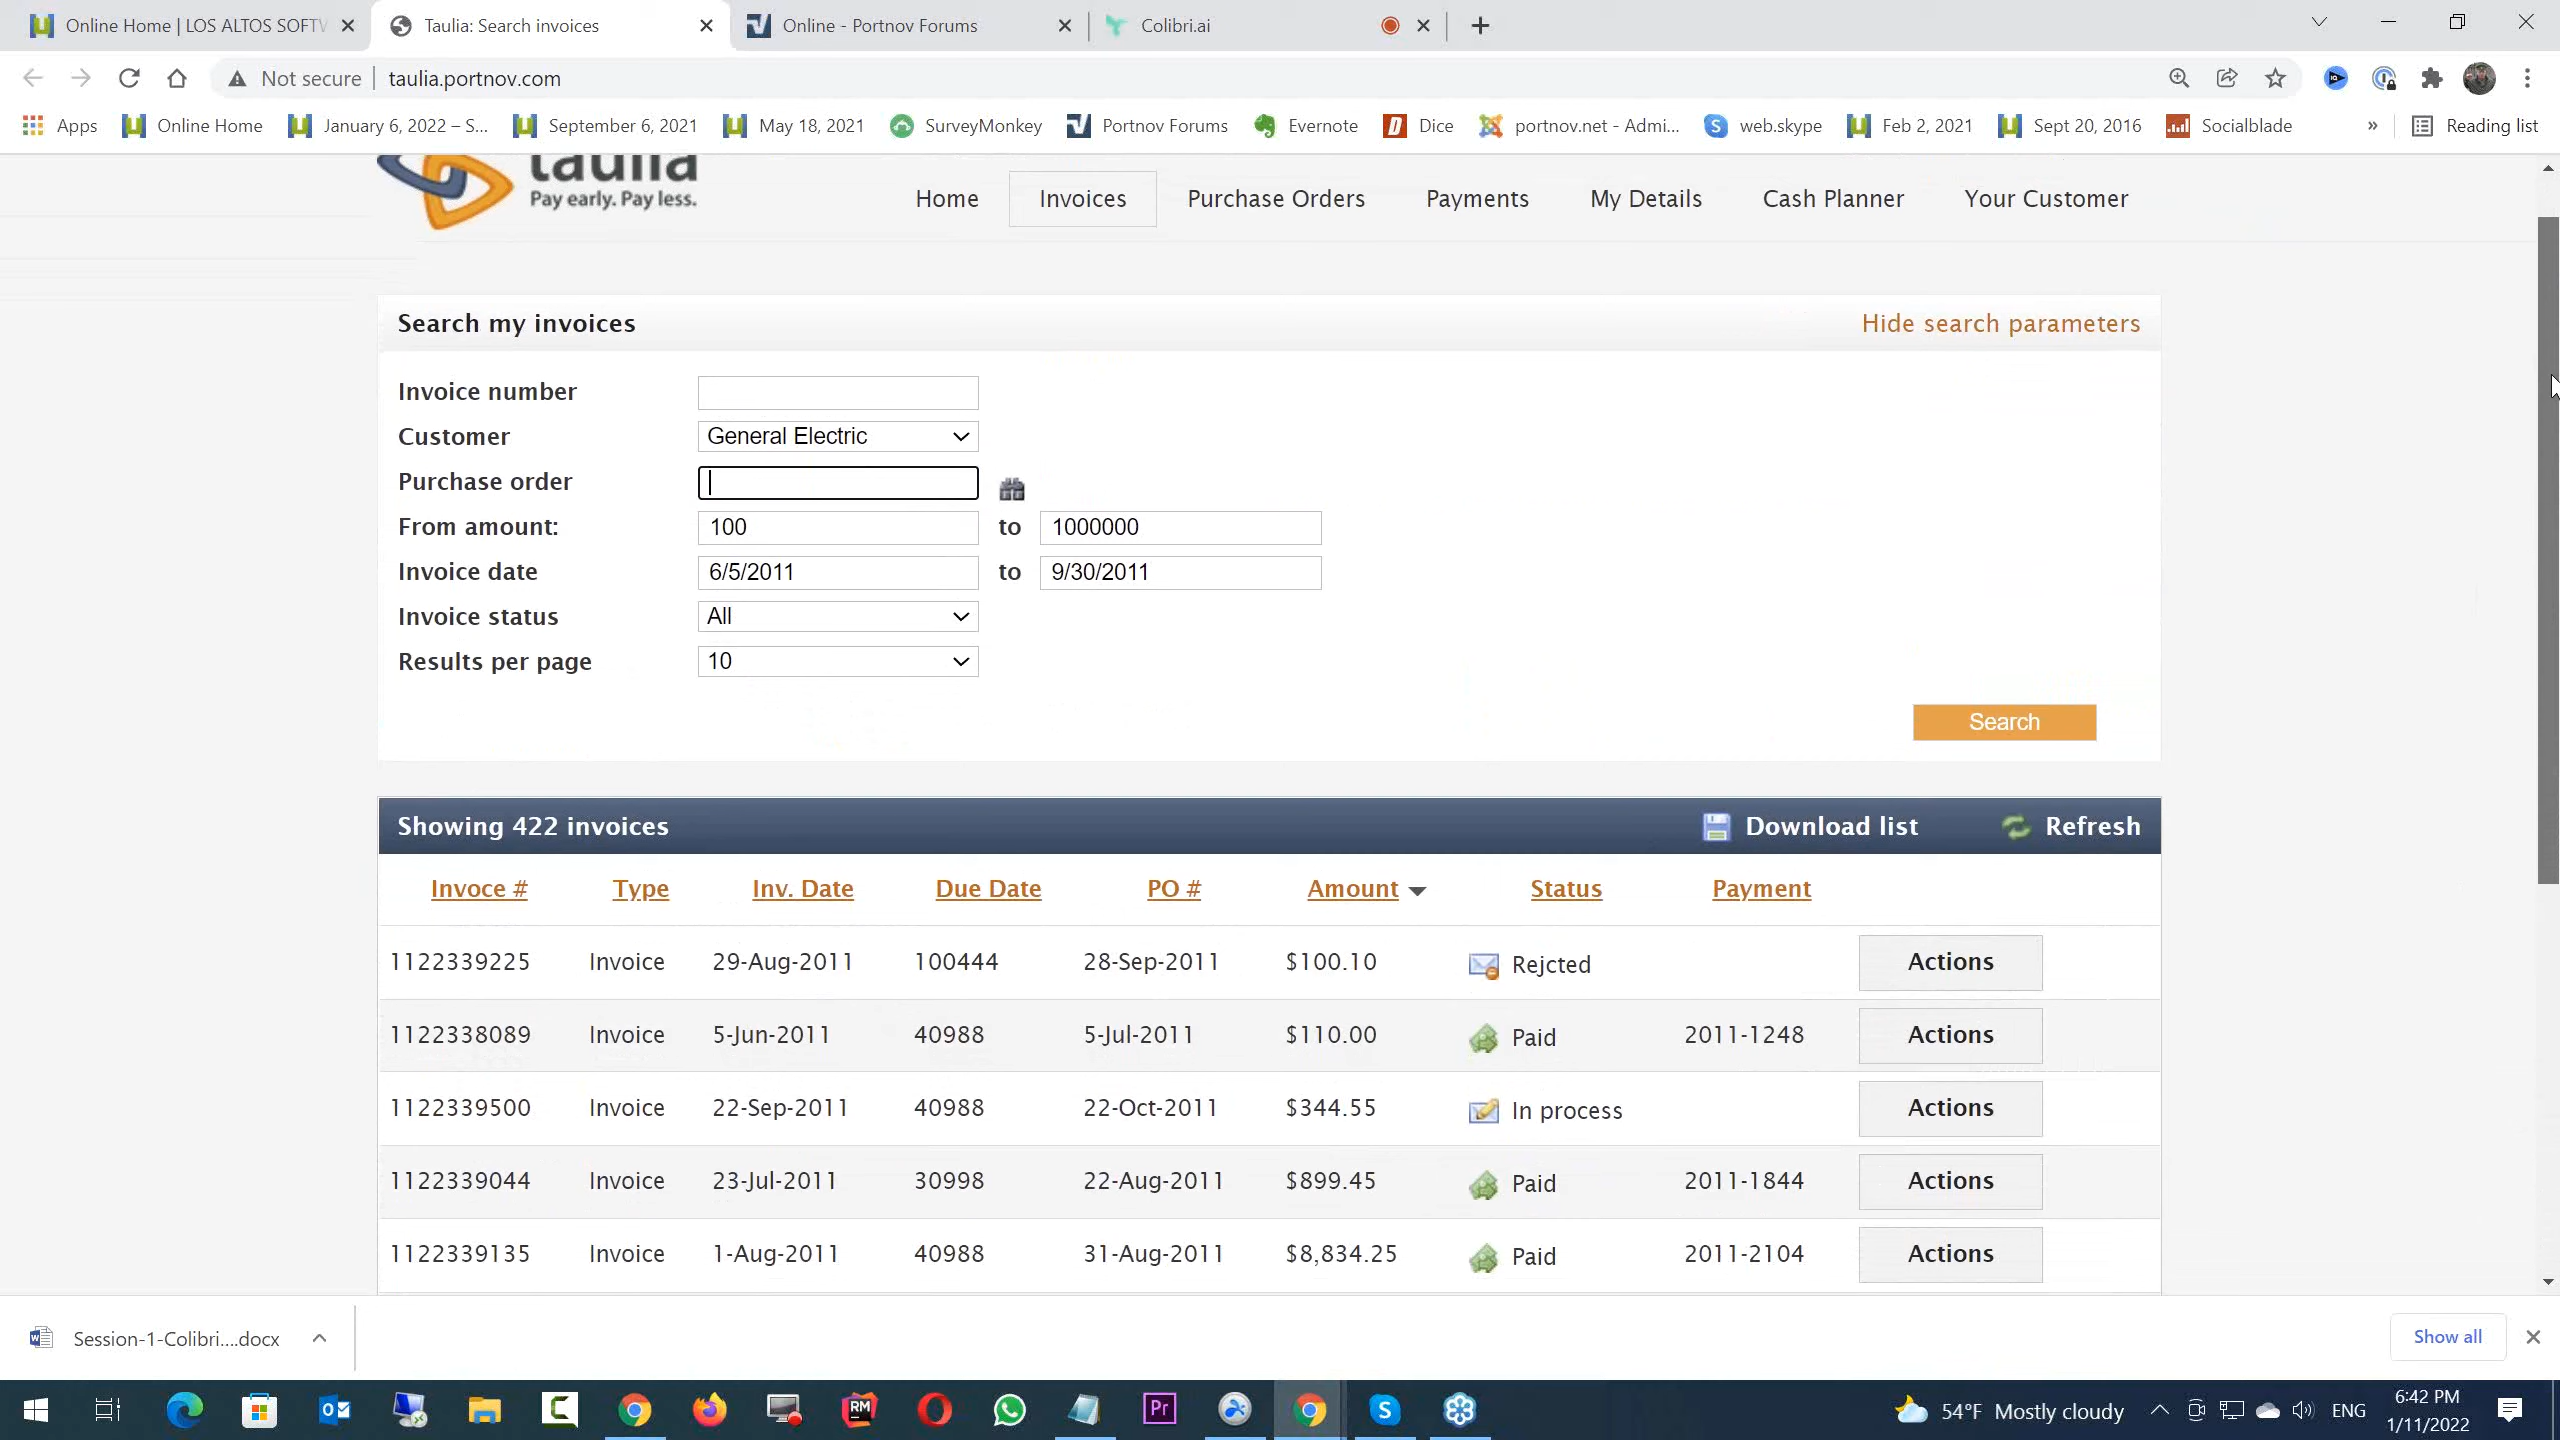 Online Home | LOS ALTOS SOFTW
Taulia: Search invoices
Online - Portnov Forums
Colibri.ai
Not secure
taulia.portnov.com
Apps
Online Home
January 6, 2022 – S...
September 6, 2021
May 18, 2021
SurveyMonkey
Portnov Forums
Evernote
Dice
portnov.net - Admi...
web.skype
Feb 2, 2021
Sept 20, 2016
Socialblade
»
Reading list
taulia
Pay early. Pay less.
Home
Invoices
Purchase Orders
Payments
My Details
Cash Planner
Your Customer
Search my invoices
Hide search parameters
Invoice number
Customer General Electric
Purchase order
From amount: 100 to 1000000
Invoice date 6/5/2011 to 9/30/2011
Invoice status All
Results per page 10
Search
Showing 422 invoices
Download list
Refresh
Invoce # Type Inv. Date Due Date PO # Amount Status Payment
1122339225 Invoice 29-Aug-2011 100444 28-Sep-2011 $100.10 Rejcted Actions
1122338089 Invoice 5-Jun-2011 40988 5-Jul-2011 $110.00 Paid 2011-1248 Actions
1122339500 Invoice 22-Sep-2011 40988 22-Oct-2011 $344.55 In process Actions
1122339044 Invoice 23-Jul-2011 30998 22-Aug-2011 $899.45 Paid 2011-1844 Actions
1122339135 Invoice 1-Aug-2011 40988 31-Aug-2011 $8,834.25 Paid 2011-2104 Actions
Session-1-Colibri....docx
Show all
RM
Pr
54°F Mostly cloudy
ENG
6:42 PM
1/11/2022